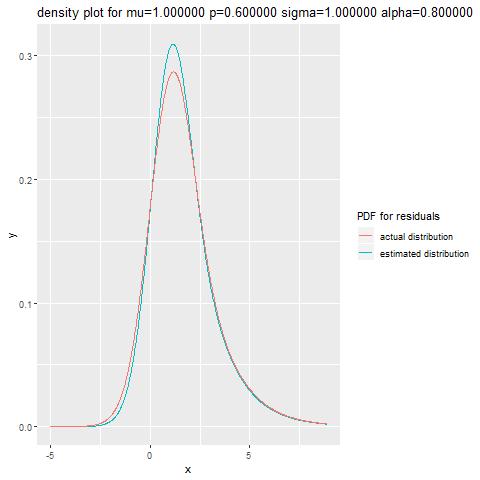 density plot for mu=1.000000 p=0.600000 sigma=1.000000 alpha=0.800000
0.3
0.2
0.1
0.0
y
-5
0
5
x
PDF for residuals
actual distribution
estimated distribution